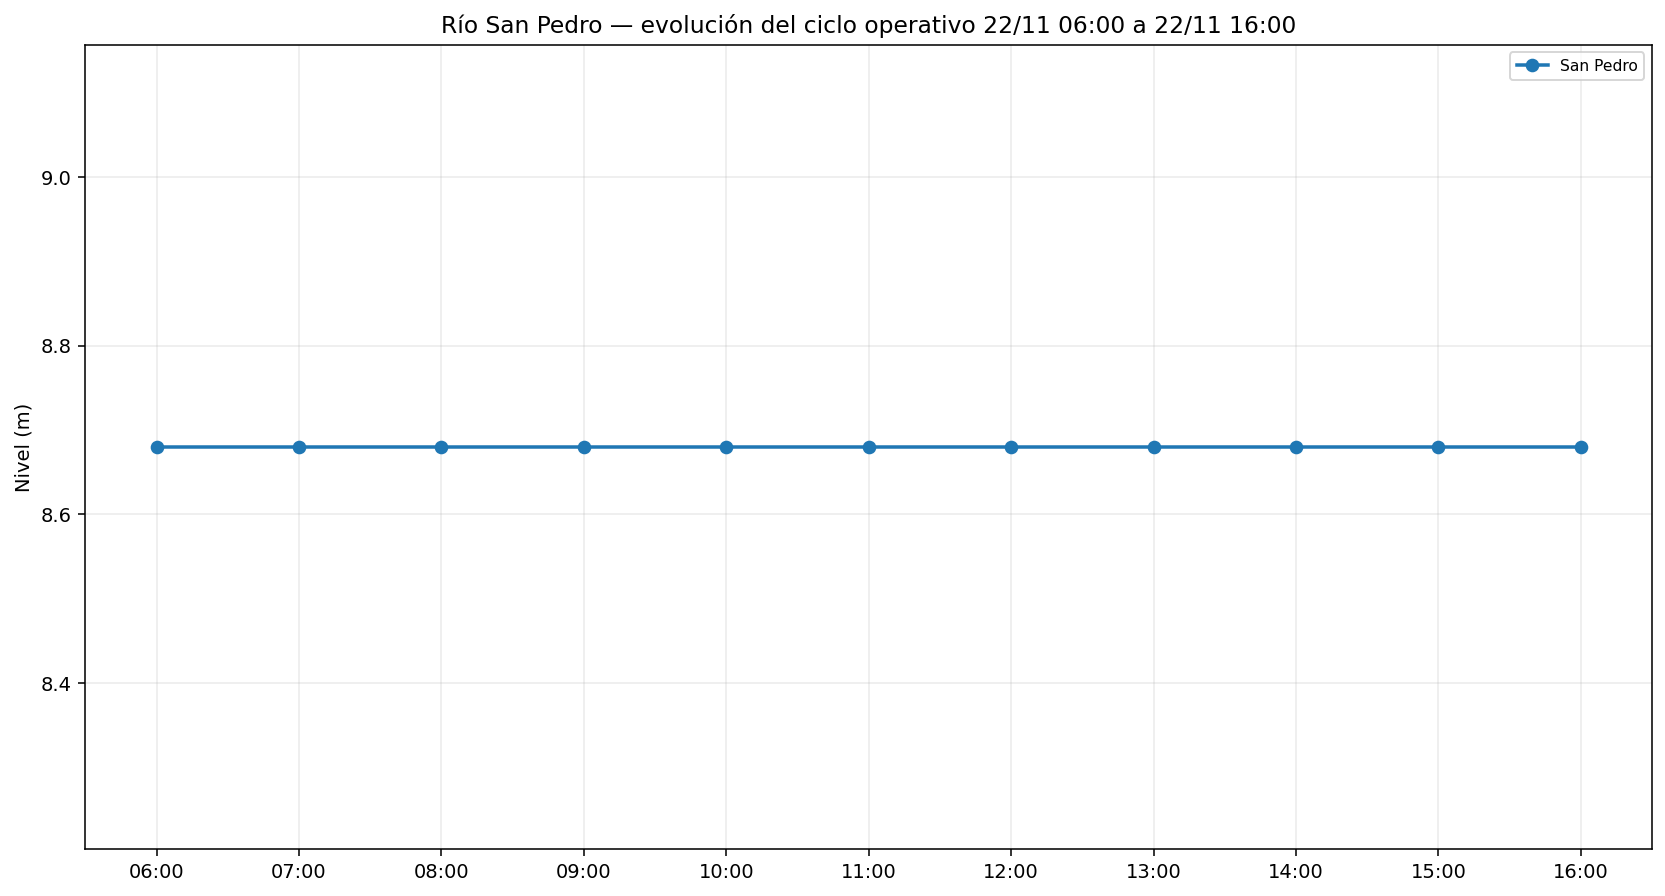 Río San Pedro — evolución del ciclo operativo 22/11 06:00 a 22/11 16:00
San Pedro
Nivel (m)
9.0
8.8
8.6
8.4
06:00 07:00 08:00 09:00 10:00 11:00 12:00 13:00 14:00 15:00 16:00